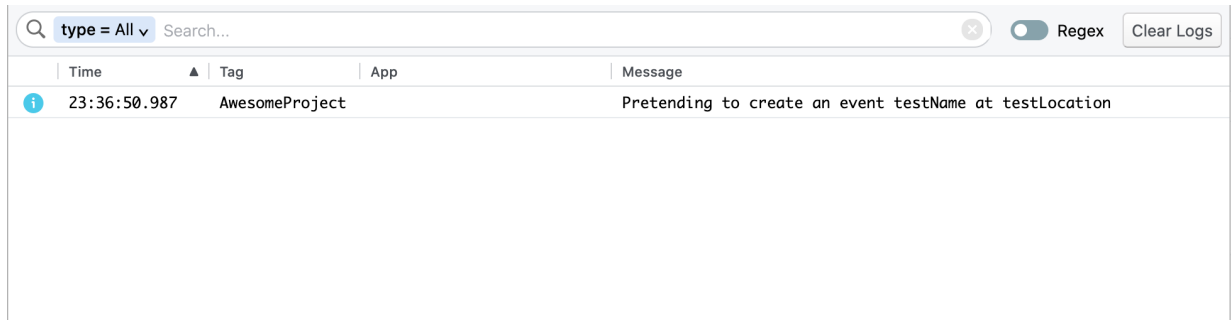 type = All Search... Regex Clear Logs
Time Tag App Message
23:36:50.987 AwesomeProject Pretending to create an event testName at testLocation